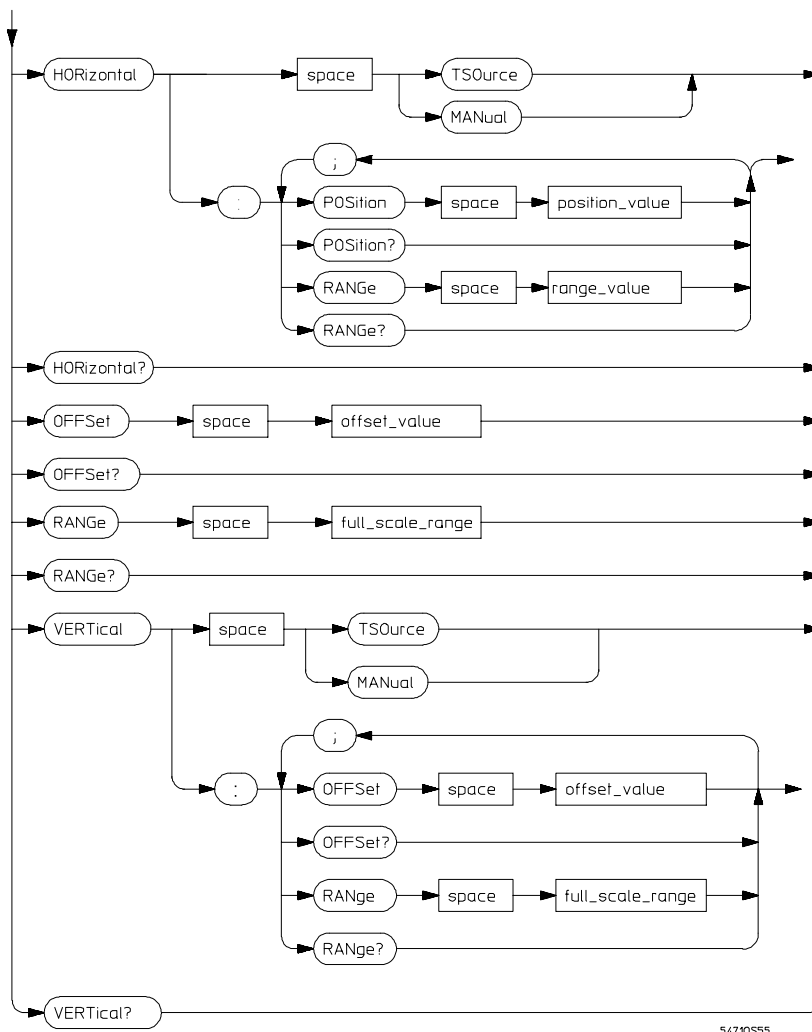 HORizontal space TSOurce
MANual
;
: POSition space position_value
POSition?
RANGe space range_value
RANGe?
HORizontal?
OFFSet space offset_value
OFFSet?
RANGe space full_scale_range
RANGe?
VERTical space TSOurce
MANual
;
: OFFSet space offset_value
OFFSet?
RANge space full_scale_range
RANge?
VERTical?
54710S55